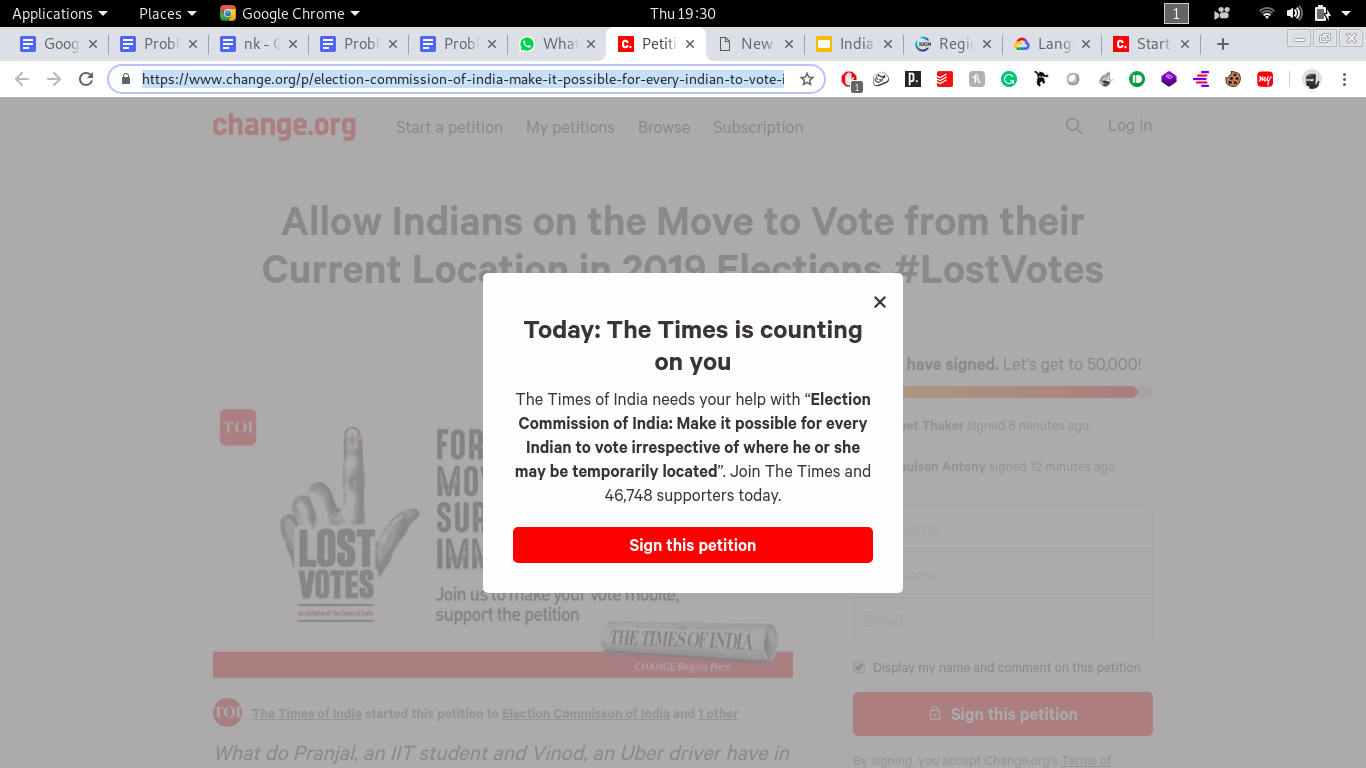 Applications Places Google Chrome Thu 19:30 1
Goog Probl nk - G Probl Probl What Petiti New India Regio Lang Start
https://www.change.org/p/election-commission-of-india-make-it-possible-for-every-indian-to-vote-i
1
change.org Start a petition My petitions Browse Subscription Log in
Allow Indians on the Move to Vote from their
Current Location in 2019 Elections #LostVotes
Today: The Times is counting
on you
The Times of India needs your help with “Election
Commission of India: Make it possible for every
Indian to vote irrespective of where he or she
may be temporarily located”. Join The Times and
46,748 supporters today.
Sign this petition
have signed. Let's get to 50,000!
eet Thaker signed 8 minutes ago
aulson Antony signed 12 minutes ago
name
name
Email
Display my name and comment on this petition
Sign this petition
By signing, you accept Change.org's Terms of
TOI
LOST
VOTES
An initiative of The Times of India
FOR
MOV
SUP
IMM
Join us to make your vote mobile,
support the petition
THE TIMES OF INDIA
CHANGE Begins Here
TOI The Times of India started this petition to Election Commisson of India and 1 other
What do Pranjal, an IIT student and Vinod, an Uber driver have in